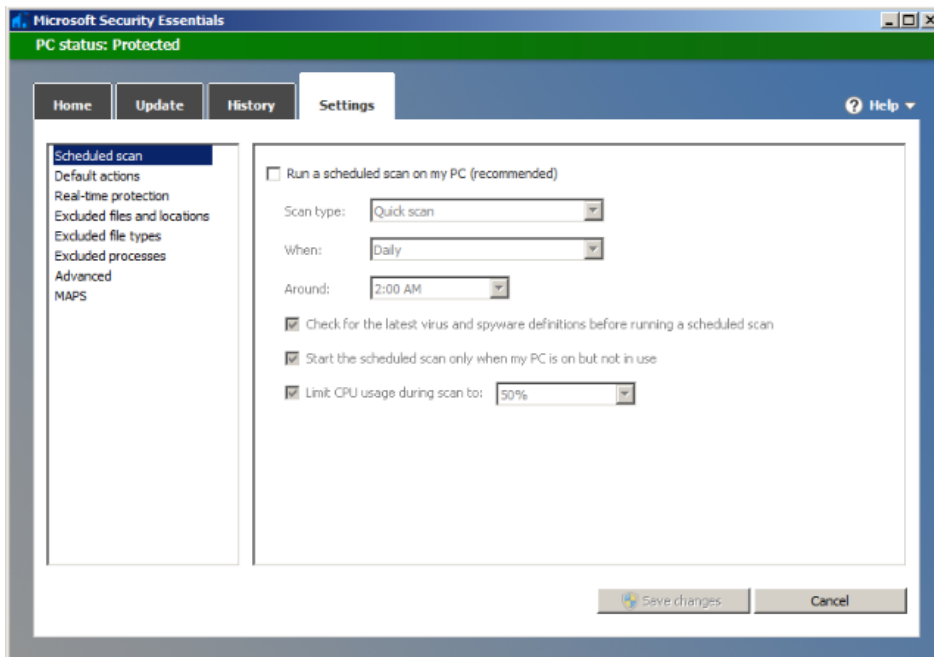 Microsoft Security Essentials
PC status: Protected
Home Update History Settings Help
Scheduled scan
Default actions
Real-time protection
Excluded files and locations
Excluded file types
Excluded processes
Advanced
MAPS
Run a scheduled scan on my PC (recommended)
Scan type: Quick scan
When: Daily
Around: 2:00 AM
Check for the latest virus and spyware definitions before running a scheduled scan
Start the scheduled scan only when my PC is on but not in use
Limit CPU usage during scan to: 50%
Save changes Cancel